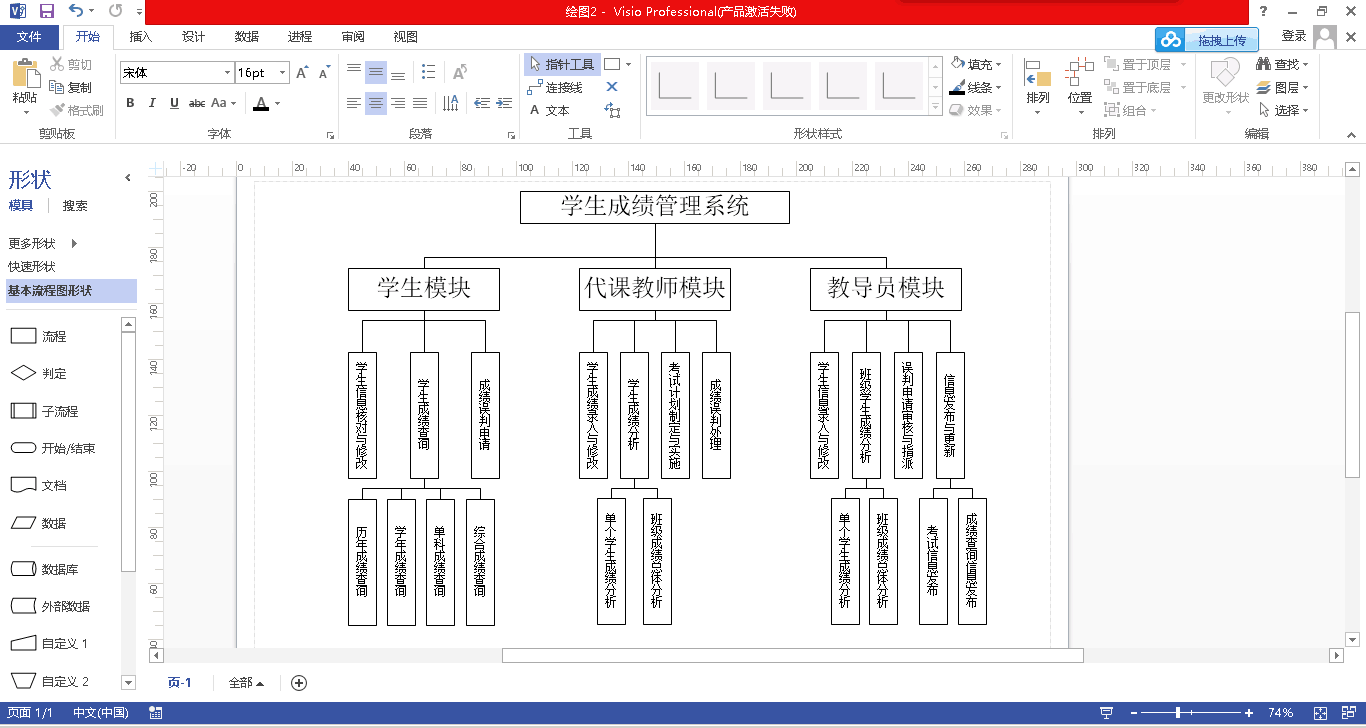 绘图2 - Visio Professional(产品激活失败)
文件 开始 插入 设计 数据 进程 审阅 视图
拖拽上传 登录
粘贴 剪切 复制 格式刷 剪贴板
宋体 16pt
B I U abc Aa A 字体
段落
指针工具 连接线 A 文本 工具
形状样式
填充 线条 效果
排列 位置 置于顶层 置于底层 组合 排列
更改形状 查找 图层 选择 编辑
形状
模具 搜索
更多形状
快速形状
基本流程图形状
流程
判定
子流程
开始/结束
文档
数据
数据库
外部数据
自定义 1
自定义 2
-20 0 20 40 60 80 100 120 140 160 180 200 220 240 260 280 300 320 340 360 380
200
180
160
140
120
100
80
60
学生成绩管理系统
学生模块 代课教师模块 教导员模块
学生信息核对与修改
学生成绩查询
成绩误判申请
学生成绩录入与修改
学生成绩分析
考试计划制定与实施
成绩误判处理
学生信息录入与修改
班级学生成绩分析
误判申请审核与指派
信息发布与更新
历年成绩查询
学年成绩查询
单科成绩查询
综合成绩查询
单个学生成绩分析
班级成绩总体分析
单个学生成绩分析
班级成绩总体分析
考试信息发布
成绩查询信息发布
页-1 全部
页面 1/1 中文(中国) 74%